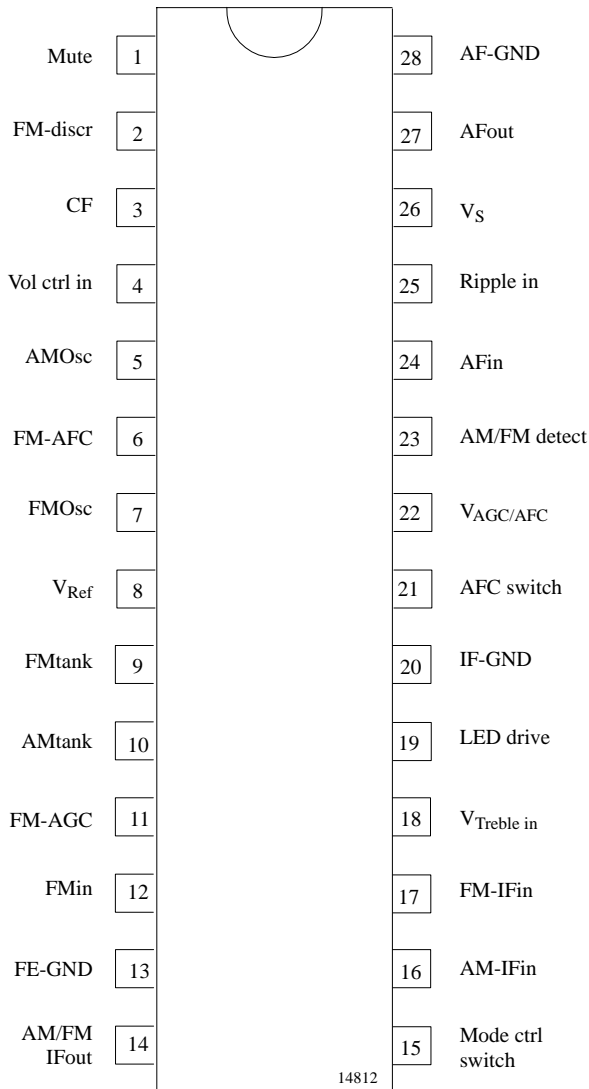 Mute 1 28 AF-GND
FM-discr 2 27 AFout
CF 3 26 VS
Vol ctrl in 4 25 Ripple in
AMOsc 5 24 AFin
FM-AFC 6 23 AM/FM detect
FMOsc 7 22 VAGC/AFC
VRef 8 21 AFC switch
FMtank 9 20 IF-GND
AMtank 10 19 LED drive
FM-AGC 11 18 VTreble in
FMin 12 17 FM-IFin
FE-GND 13 16 AM-IFin
AM/FM
IFout 14 15 Mode ctrl
switch
14812